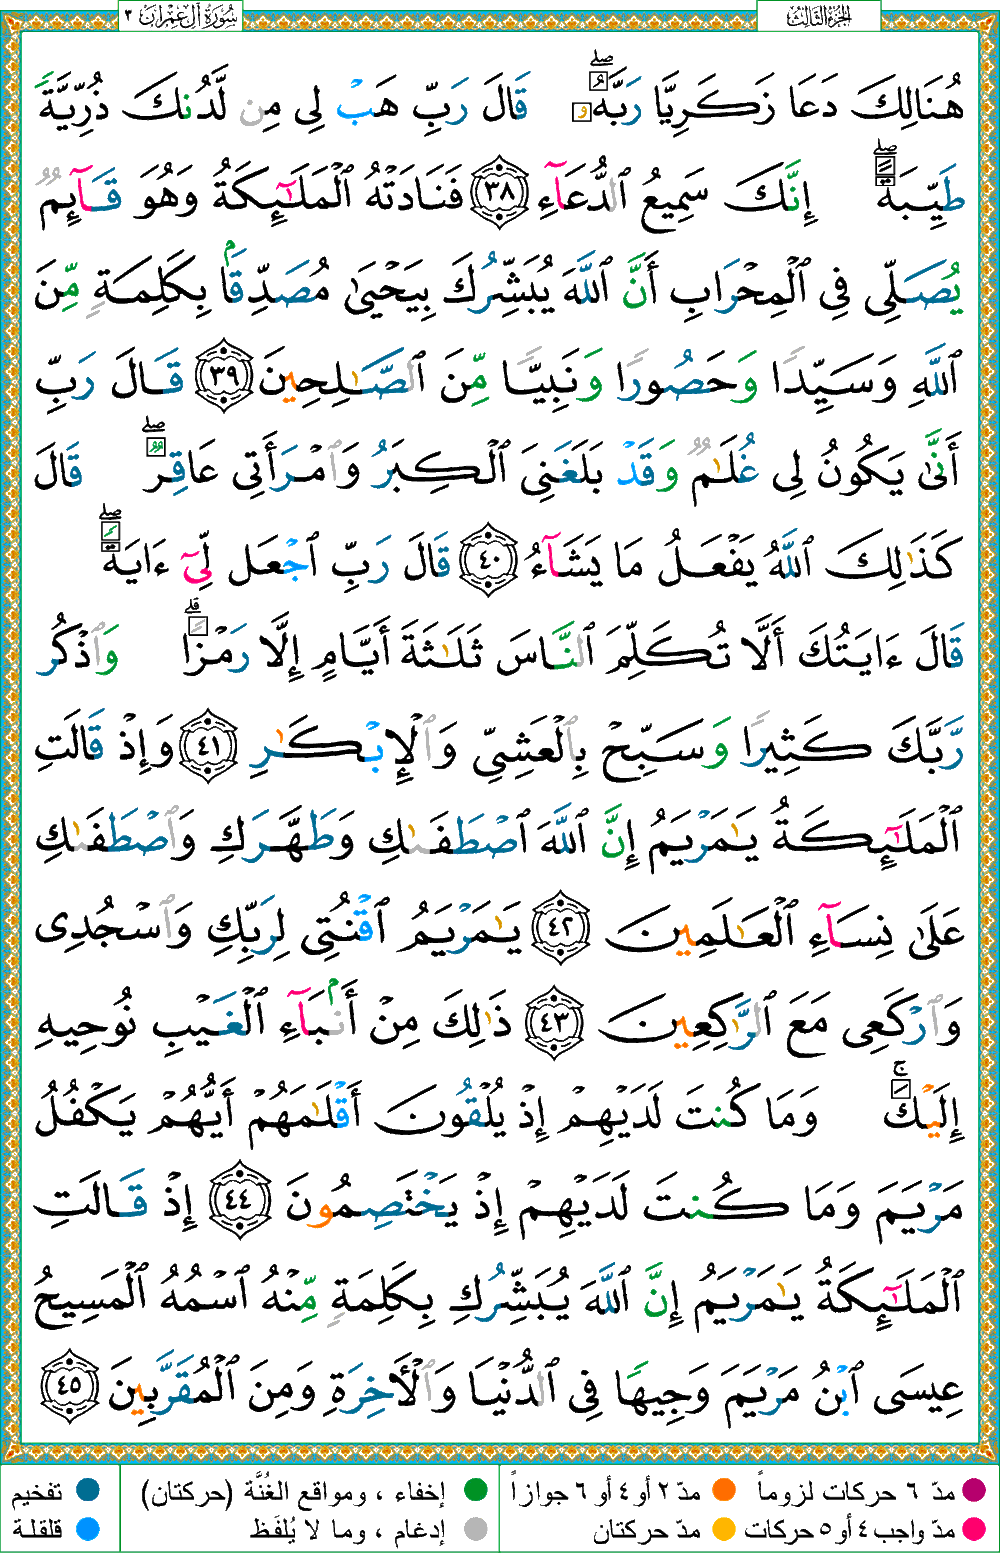 الجزء الثالث
سورة آل عمران ٣
هُنَالِكَ دَعَا زَكَرِيَّا رَبَّهُۥ ۖ قَالَ رَبِّ هَبْ لِى مِن لَّدُنكَ ذُرِّيَّةً
طَيِّبَةً ۖ إِنَّكَ سَمِيعُ ٱلدُّعَآءِ ٣٨ فَنَادَتْهُ ٱلْمَلَٰٓئِكَةُ وَهُوَ قَآئِمٌ
يُصَلِّى فِى ٱلْمِحْرَابِ أَنَّ ٱللَّهَ يُبَشِّرُكَ بِيَحْيَىٰ مُصَدِّقًۢا بِكَلِمَةٍ مِّنَ
ٱللَّهِ وَسَيِّدًا وَحَصُورًا وَنَبِيًّا مِّنَ ٱلصَّٰلِحِينَ ٣٩ قَالَ رَبِّ
أَنَّىٰ يَكُونُ لِى غُلَٰمٌ وَقَدْ بَلَغَنِىَ ٱلْكِبَرُ وَٱمْرَأَتِى عَاقِرٌ ۖ قَالَ
كَذَٰلِكَ ٱللَّهُ يَفْعَلُ مَا يَشَآءُ ٤٠ قَالَ رَبِّ ٱجْعَل لِّىٓ ءَايَةً ۖ
قَالَ ءَايَتُكَ أَلَّا تُكَلِّمَ ٱلنَّاسَ ثَلَٰثَةَ أَيَّامٍ إِلَّا رَمْزًا ۗ وَٱذْكُر
رَّبَّكَ كَثِيرًا وَسَبِّحْ بِٱلْعَشِىِّ وَٱلْإِبْكَٰرِ ٤١ وَإِذْ قَالَتِ
ٱلْمَلَٰٓئِكَةُ يَٰمَرْيَمُ إِنَّ ٱللَّهَ ٱصْطَفَىٰكِ وَطَهَّرَكِ وَٱصْطَفَىٰكِ
عَلَىٰ نِسَآءِ ٱلْعَٰلَمِينَ ٤٢ يَٰمَرْيَمُ ٱقْنُتِى لِرَبِّكِ وَٱسْجُدِى
وَٱرْكَعِى مَعَ ٱلرَّٰكِعِينَ ٤٣ ذَٰلِكَ مِنْ أَنۢبَآءِ ٱلْغَيْبِ نُوحِيهِ
إِلَيْكَ ۚ وَمَا كُنتَ لَدَيْهِمْ إِذْ يُلْقُونَ أَقْلَٰمَهُمْ أَيُّهُمْ يَكْفُلُ
مَرْيَمَ وَمَا كُنتَ لَدَيْهِمْ إِذْ يَخْتَصِمُونَ ٤٤ إِذْ قَالَتِ
ٱلْمَلَٰٓئِكَةُ يَٰمَرْيَمُ إِنَّ ٱللَّهَ يُبَشِّرُكِ بِكَلِمَةٍ مِّنْهُ ٱسْمُهُ ٱلْمَسِيحُ
عِيسَى ٱبْنُ مَرْيَمَ وَجِيهًا فِى ٱلدُّنْيَا وَٱلْءَاخِرَةِ وَمِنَ ٱلْمُقَرَّبِينَ ٤٥
مدّ ٦ حركات لزوماً
مدّ ٢ أو ٤ أو ٦ جوازاً
إخفاء ، ومواقع الغُنَّة (حركتان)
تفخيم
مدّ واجب ٤ أو ٥ حركات
مدّ حركتان
إدغام ، وما لا يُلفَظ
قلقلة